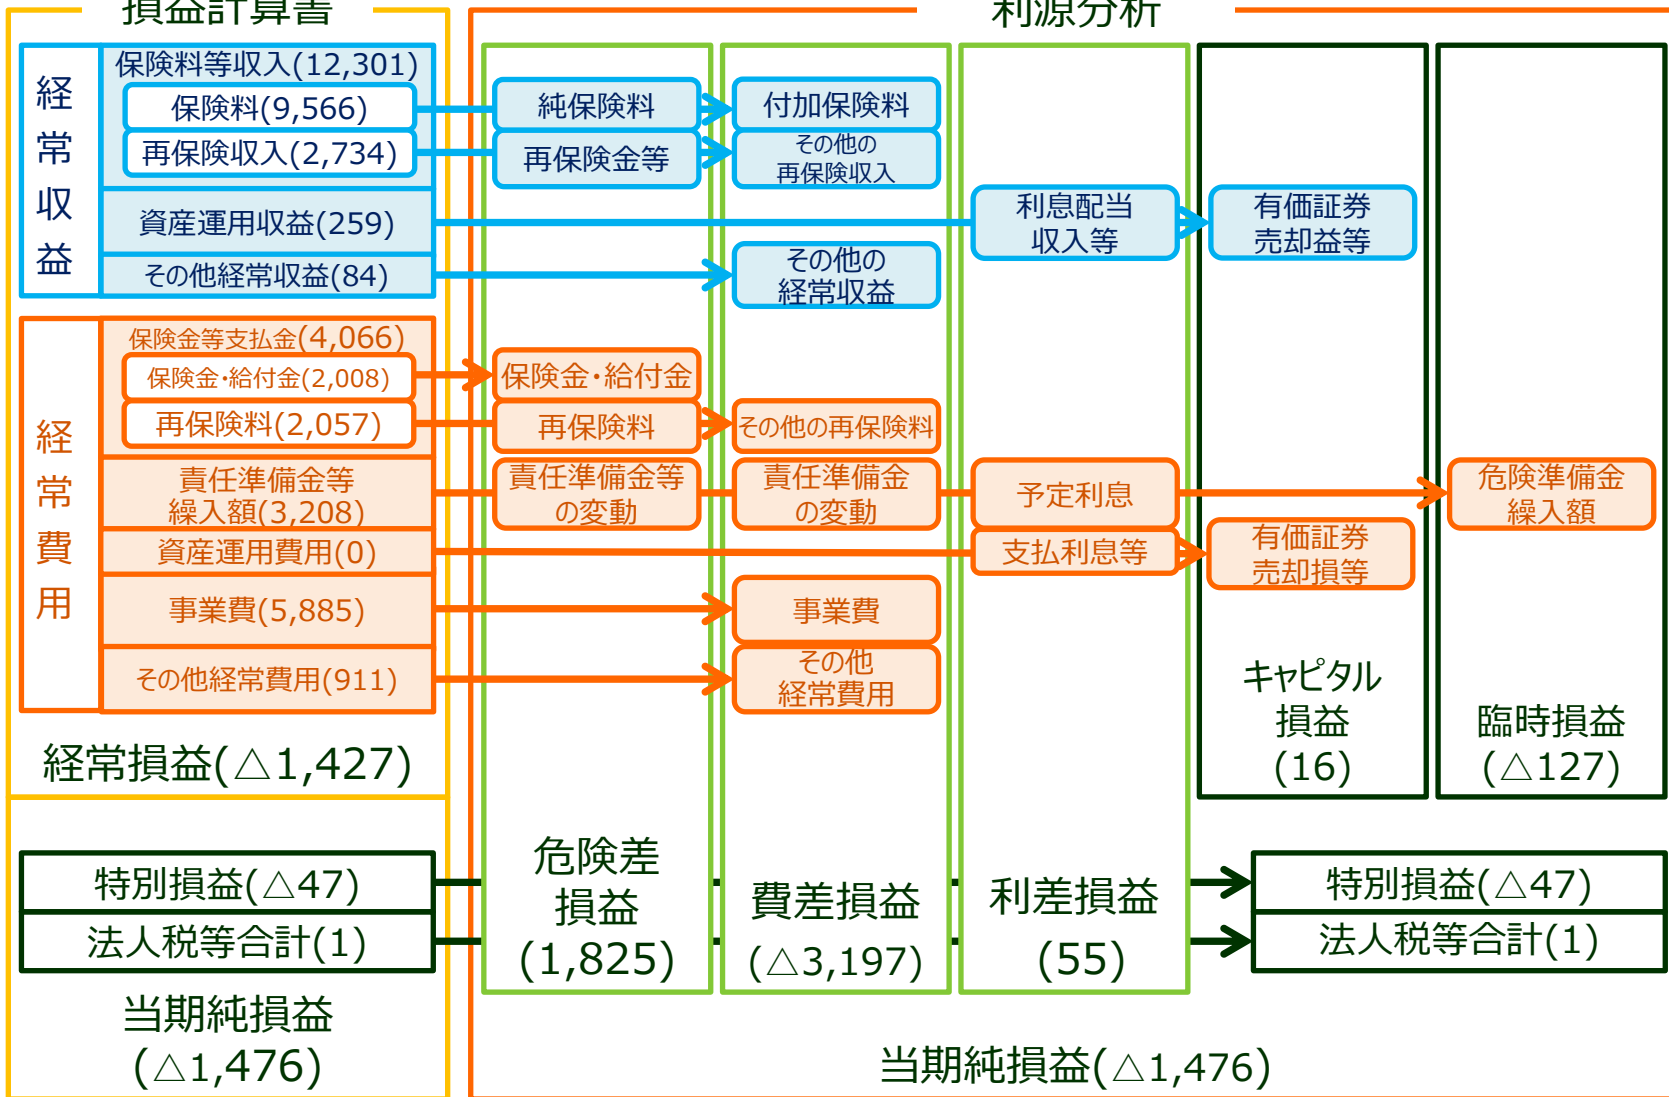 損益計算書
利源分析
経常収益
保険料等収入(12,301)
保険料(9,566)
純保険料
付加保険料
再保険収入(2,734)
再保険金等
その他の
再保険収入
資産運用収益(259)
利息配当
収入等
有価証券
売却益等
その他経常収益(84)
その他の
経常収益
経常費用
保険金等支払金(4,066)
保険金・給付金(2,008)
保険金・給付金
再保険料(2,057)
再保険料
その他の再保険料
責任準備金等
繰入額(3,208)
責任準備金等
の変動
責任準備金
の変動
予定利息
危険準備金
繰入額
資産運用費用(0)
支払利息等
有価証券
売却損等
事業費(5,885)
事業費
その他経常費用(911)
その他
経常費用
経常損益(△1,427)
キャピタル
損益
(16)
臨時損益
(△127)
危険差
損益
(1,825)
費差損益
(△3,197)
利差損益
(55)
特別損益(△47)
特別損益(△47)
法人税等合計(1)
法人税等合計(1)
当期純損益
(△1,476)
当期純損益(△1,476)